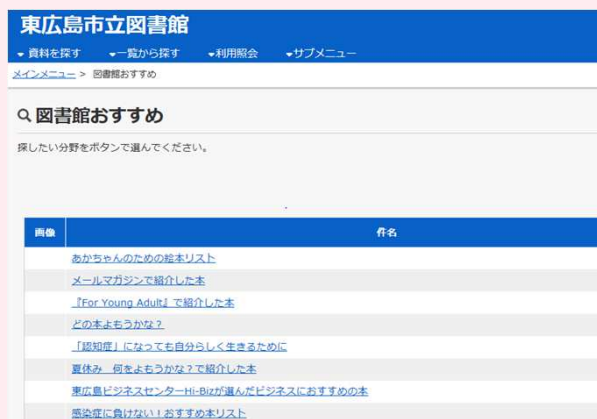 東広島市立図書館
資料を探す 一覧から探す 利用照会 サブメニュー
メインメニュー > 図書館おすすめ
図書館おすすめ
探したい分野をボタンで選んでください。
画像 件名
あかちゃんのための絵本リスト
メールマガジンで紹介した本
『For Young Adult』で紹介した本
どの本よもうかな？
「認知症」になっても自分らしく生きるために
夏休み 何をよもうかな？で紹介した本
東広島ビジネスセンターHi-Bizが選んだビジネスにおすすめの本
感染症に負けない！おすすめ本リスト